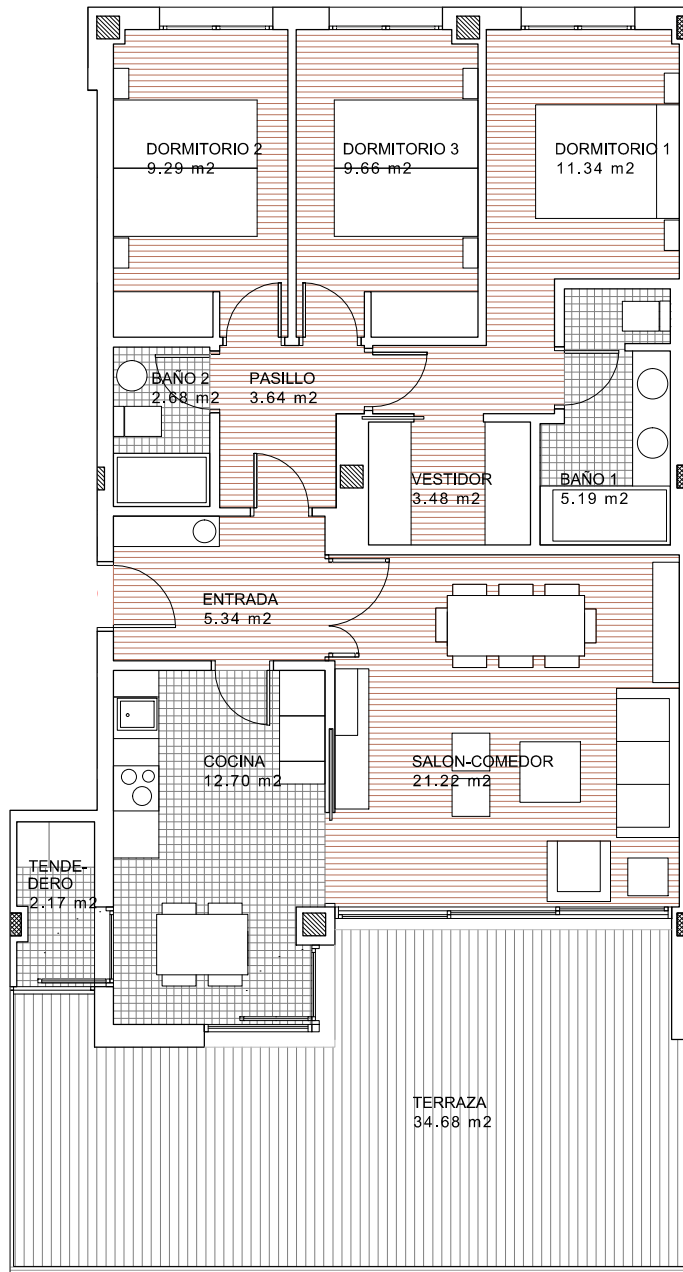 DORMITORIO 2
9.29 m2
DORMITORIO 3
9.66 m2
DORMITORIO 1
11.34 m2
BAÑO 2
2.68 m2
PASILLO
3.64 m2
VESTIDOR
3.48 m2
BAÑO 1
5.19 m2
ENTRADA
5.34 m2
COCINA
12.70 m2
SALON-COMEDOR
21.22 m2
TENDE-
DERO
2.17 m2
TERRAZA
34.68 m2